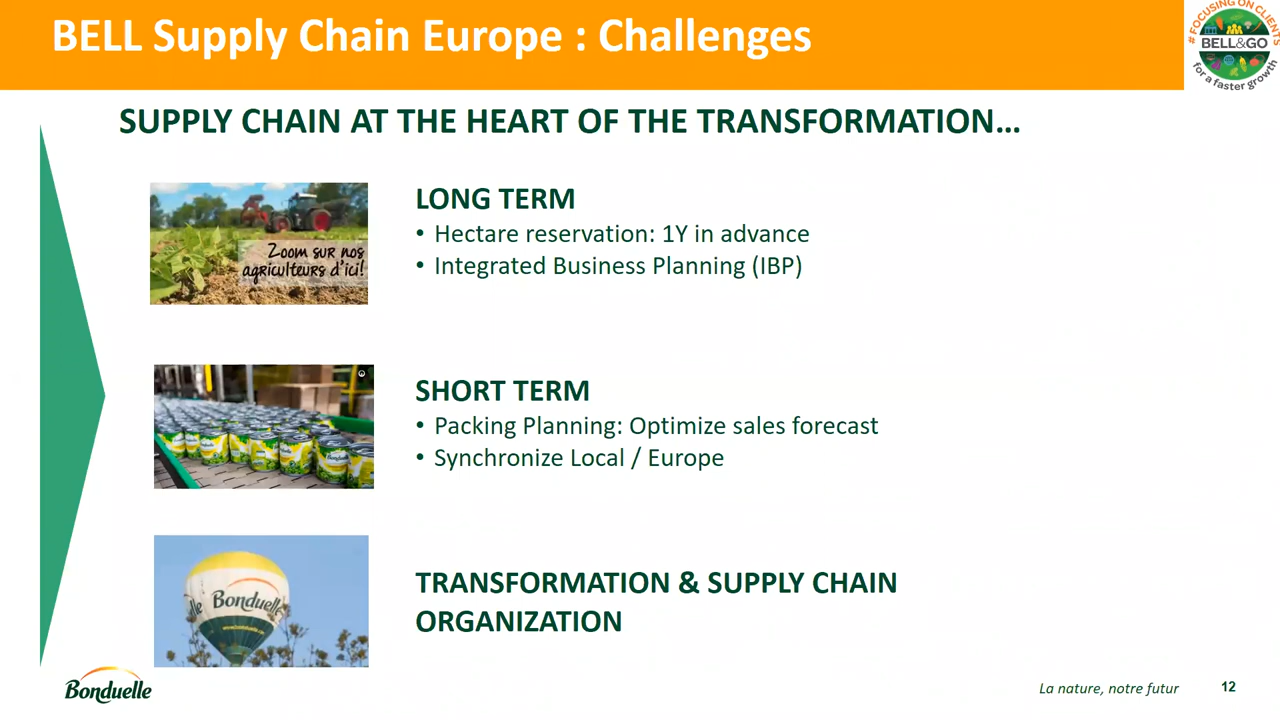 BELL Supply Chain Europe : Challenges
# FOCUSING ON CLIENTS
BELL&GO
for a faster growth
SUPPLY CHAIN AT THE HEART OF THE TRANSFORMATION…
Zoom sur nos
agriculteurs d'ici!
LONG TERM
• Hectare reservation: 1Y in advance
• Integrated Business Planning (IBP)
SHORT TERM
• Packing Planning: Optimize sales forecast
• Synchronize Local / Europe
Bonduelle
TRANSFORMATION & SUPPLY CHAIN
ORGANIZATION
Bonduelle
La nature, notre futur
12